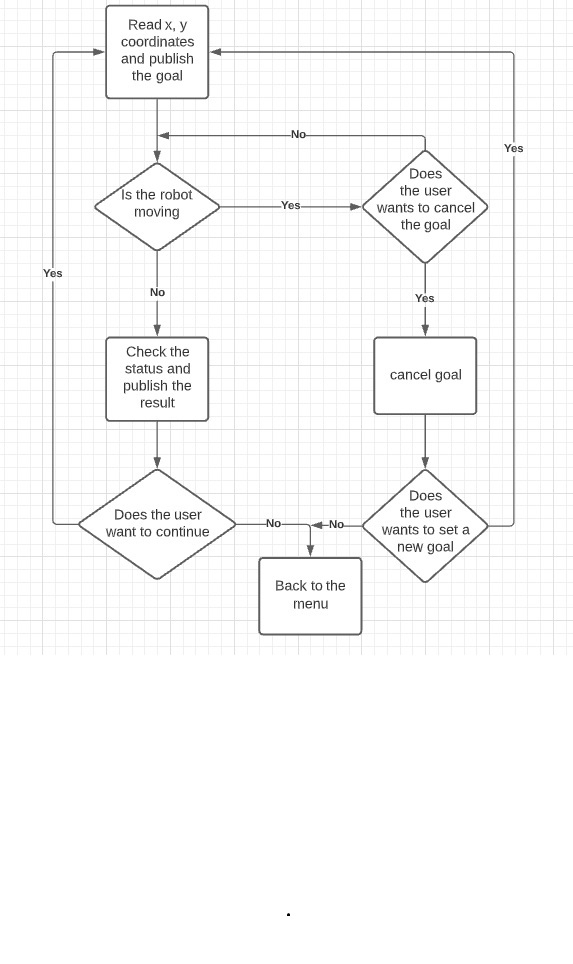 Read x, y
coordinates
and publish
the goal
No
Yes
Does
the user
wants to cancel
the goal
Is the robot
moving
Yes
Yes
No
Yes
Check the
status and
publish the
result
cancel goal
Does the user
want to continue
No
No
Does
the user
wants to set a
new goal
Back to the
menu